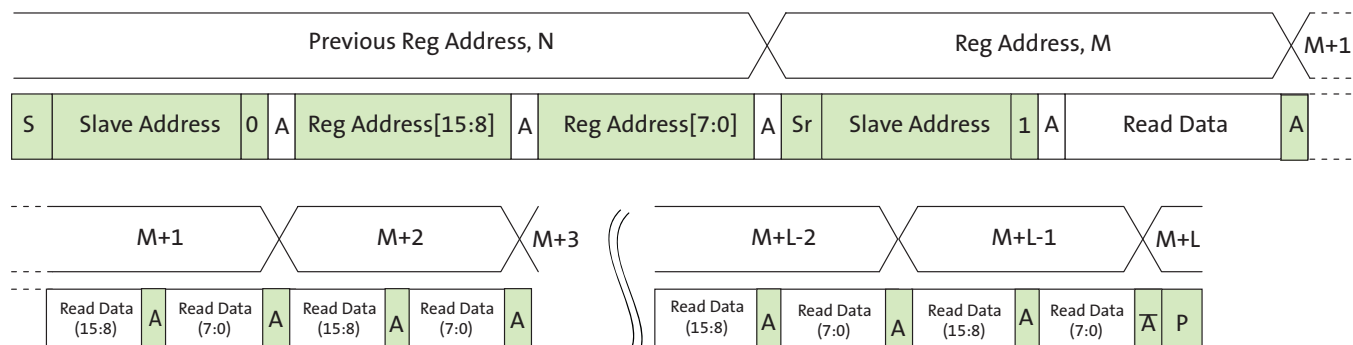 Previous Reg Address, N Reg Address, M M+1
S Slave Address 0 A Reg Address[15:8] A Reg Address[7:0] A Sr Slave Address 1 A Read Data A
M+1 M+2 M+3 M+L-2 M+L-1 M+L
Read Data (15:8) A Read Data (7:0) A Read Data (15:8) A Read Data (7:0) A Read Data (15:8) A Read Data (7:0) A Read Data (15:8) A Read Data (7:0) A̅ P